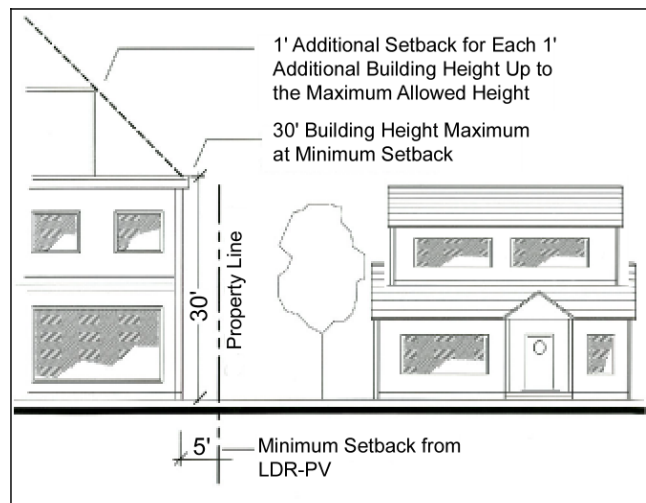 1' Additional Setback for Each 1'
Additional Building Height Up to
the Maximum Allowed Height
30' Building Height Maximum
at Minimum Setback
30'
Property Line
5'
Minimum Setback from
LDR-PV